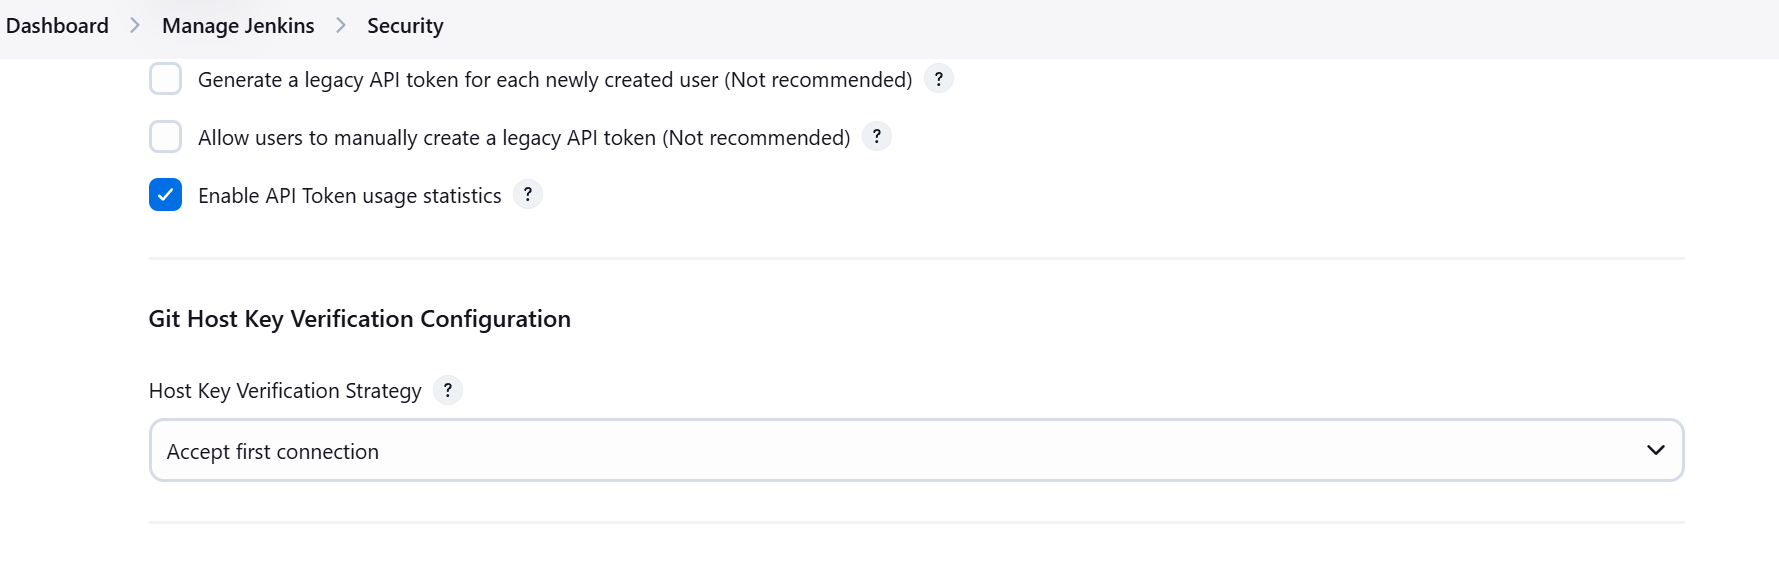 Dashboard > Manage Jenkins > Security
Generate a legacy API token for each newly created user (Not recommended) ?
Allow users to manually create a legacy API token (Not recommended) ?
Enable API Token usage statistics ?
Git Host Key Verification Configuration
Host Key Verification Strategy ?
Accept first connection